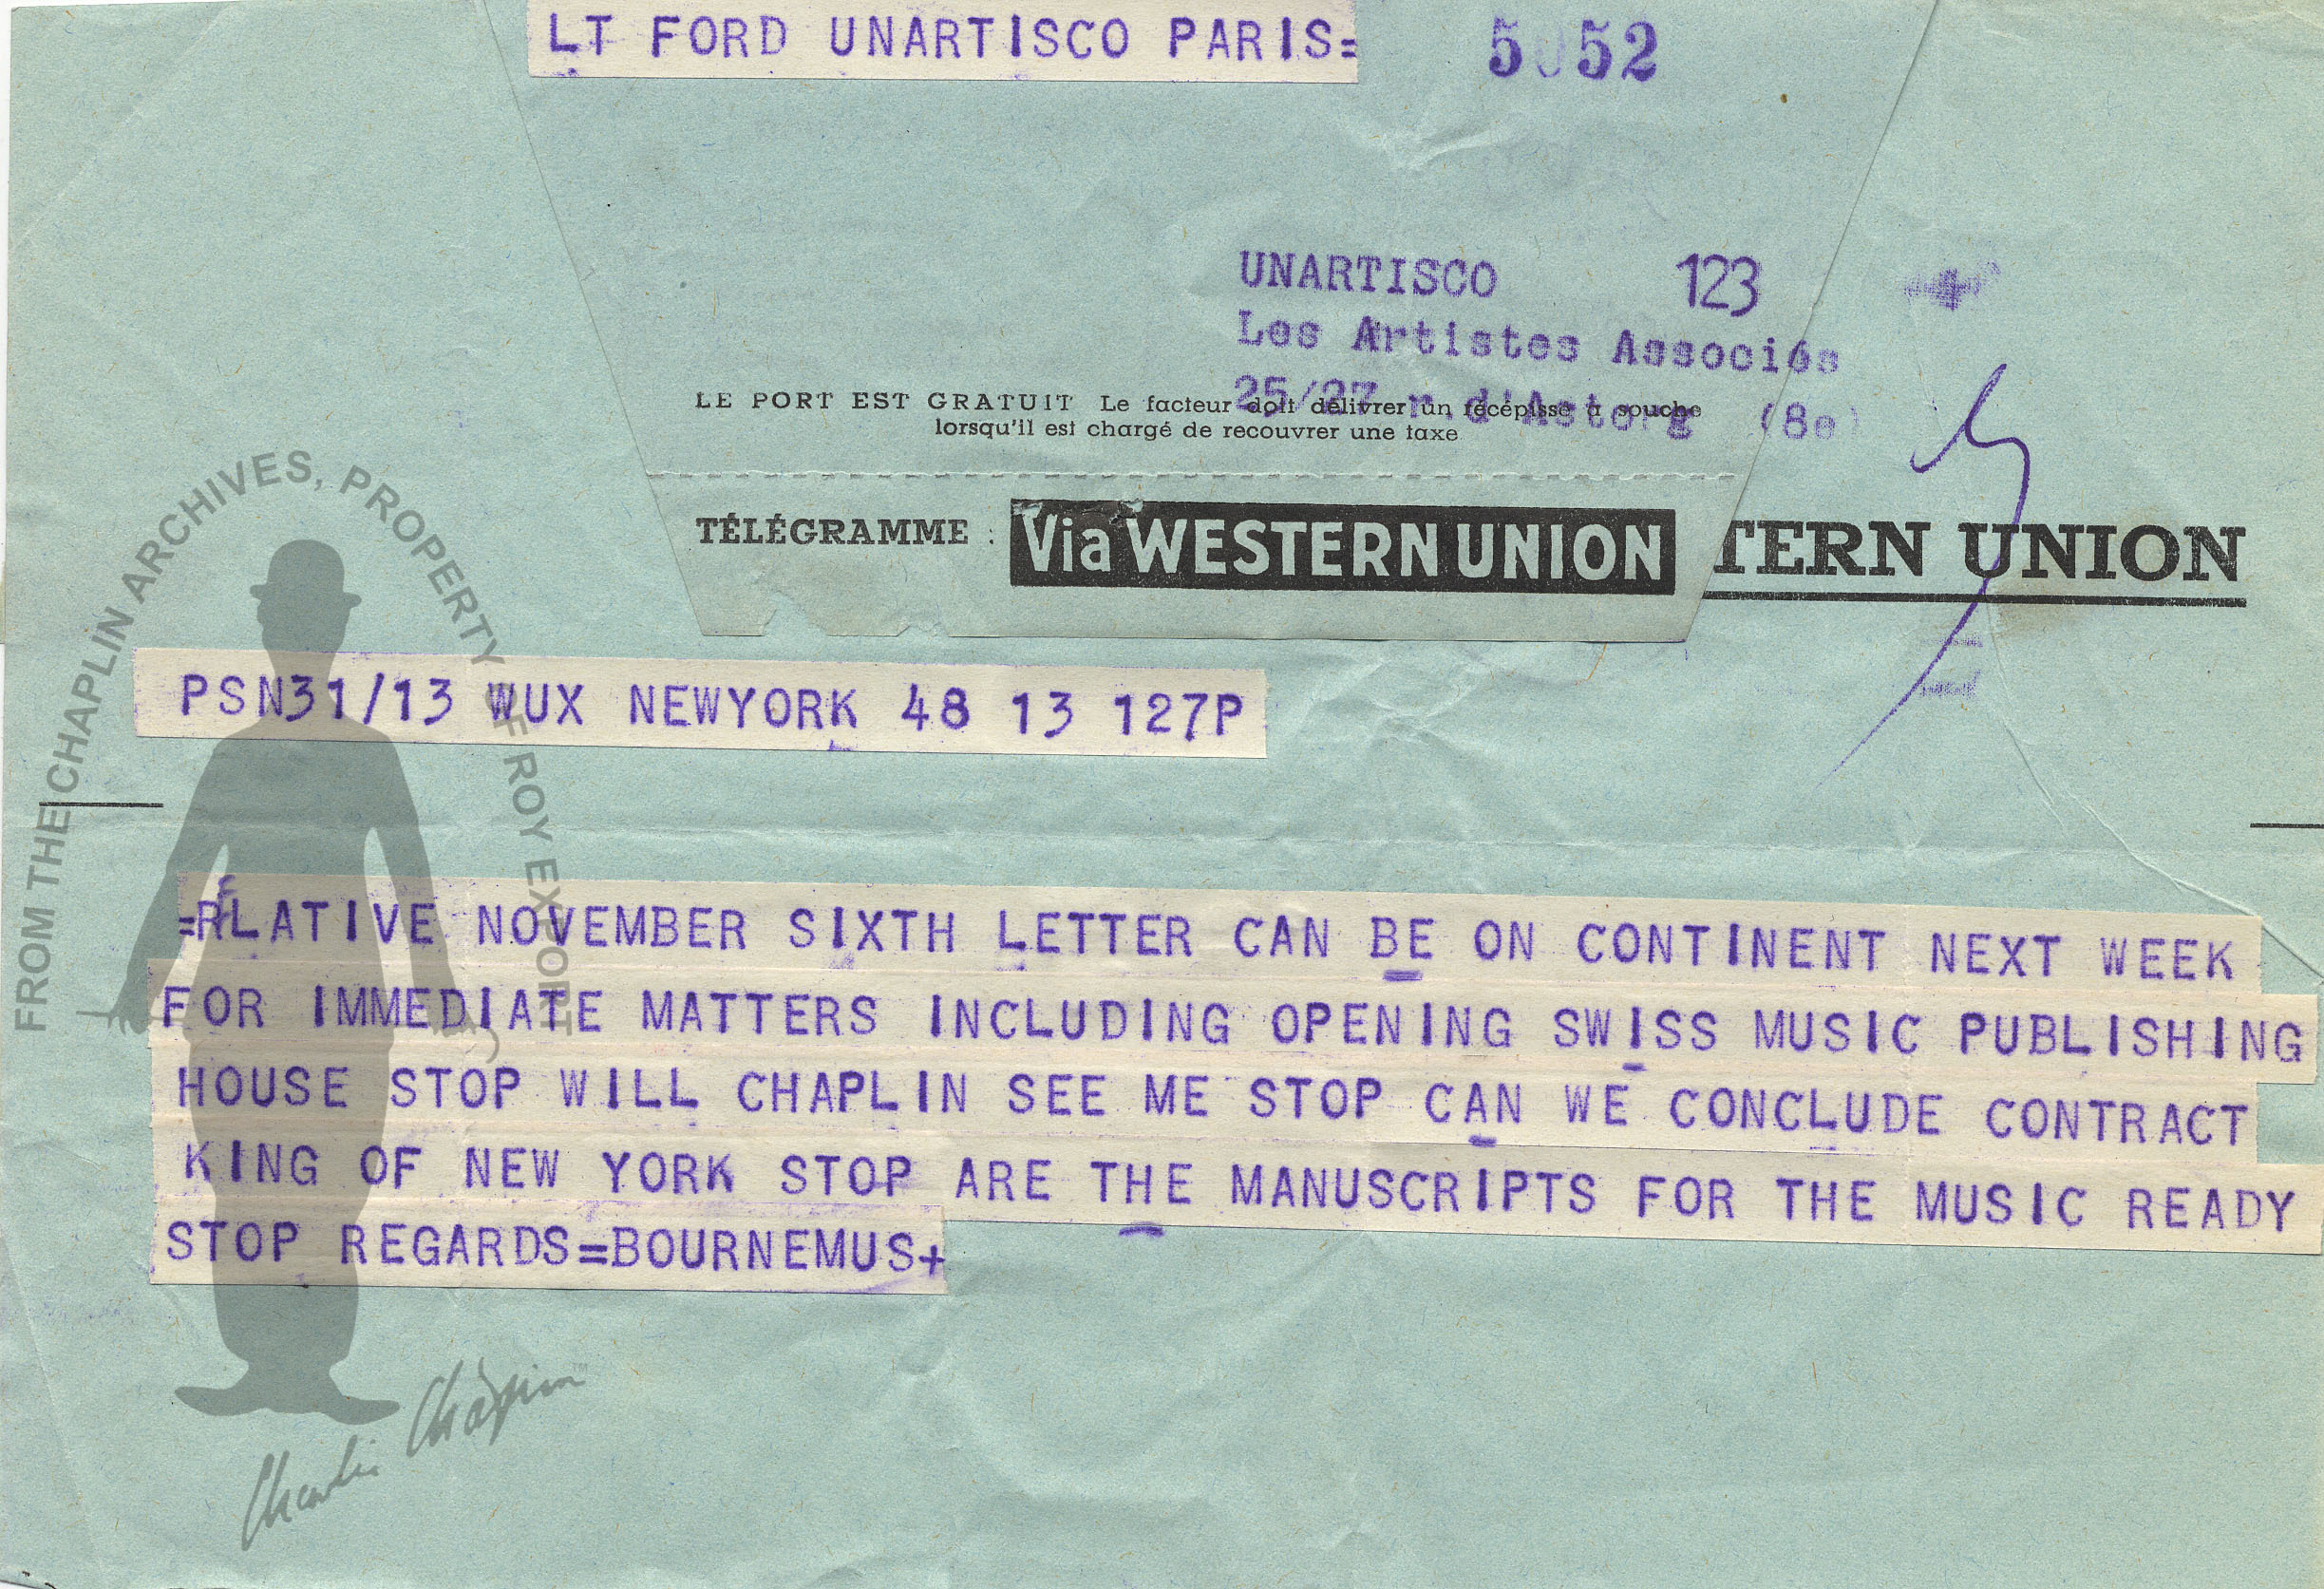 LT FORD UNARTISCO PARIS=
5052
UNARTISCO 123
Les Artistes Associés
25/27 r. d'Astorg (8e)
LE PORT EST GRATUIT Le facteur doit délivrer un récépissé à souche
lorsqu'il est chargé de recouvrer une taxe
TÉLÉGRAMME : Via WESTERN UNION
TERN UNION
PSN31/13 WUX NEWYORK 48 13 127P
=RLATIVE NOVEMBER SIXTH LETTER CAN BE ON CONTINENT NEXT WEEK
FOR IMMEDIATE MATTERS INCLUDING OPENING SWISS MUSIC PUBLISHING
HOUSE STOP WILL CHAPLIN SEE ME STOP CAN WE CONCLUDE CONTRACT
KING OF NEW YORK STOP ARE THE MANUSCRIPTS FOR THE MUSIC READY
STOP REGARDS=BOURNEMUS+
FROM THE CHAPLIN ARCHIVES, PROPERTY OF ROY EXPORT
Charlie Chaplin